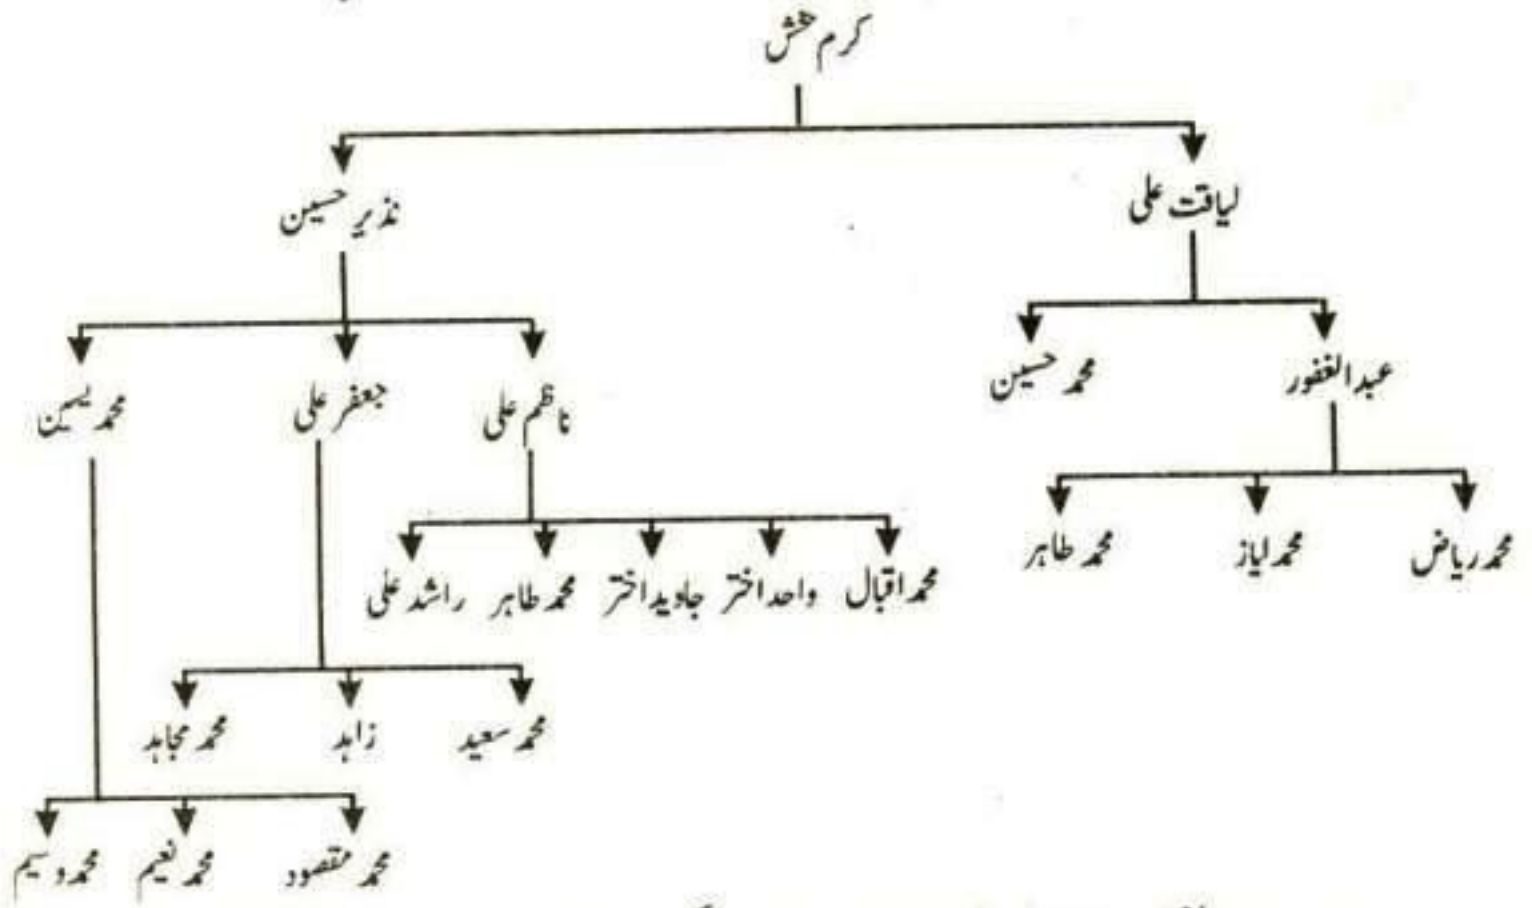 کرم بخش
لیاقت علی نذیر حسین
عبدالغفور محمد حسین
ناظم علی جعفر علی محمد یسین
محمد ریاض محمد ایاز محمد طاہر
محمد اقبال واحد اختر جاوید اختر محمد طاہر راشد علی
محمد سعید زاہد محمد مجاہد
محمد مقصود محمد نعیم محمد وسیم